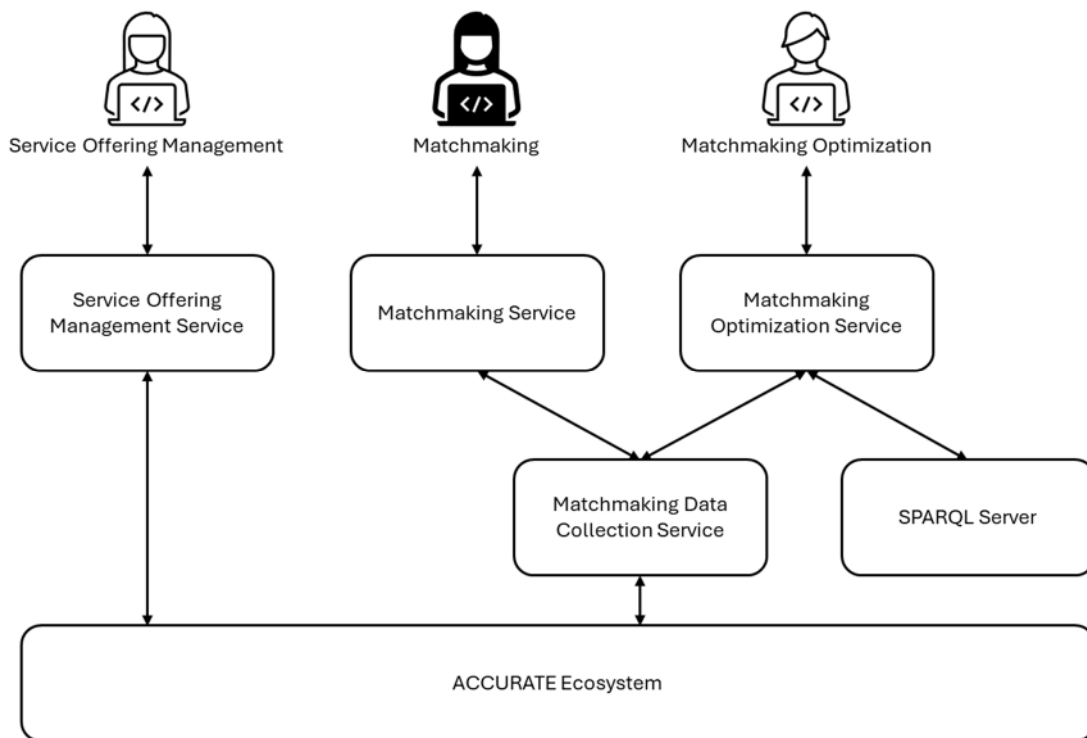 </> </> </>
Service Offering Management
Matchmaking
Matchmaking Optimization
Service Offering
Management Service
Matchmaking Service
Matchmaking
Optimization Service
Matchmaking Data
Collection Service
SPARQL Server
ACCURATE Ecosystem